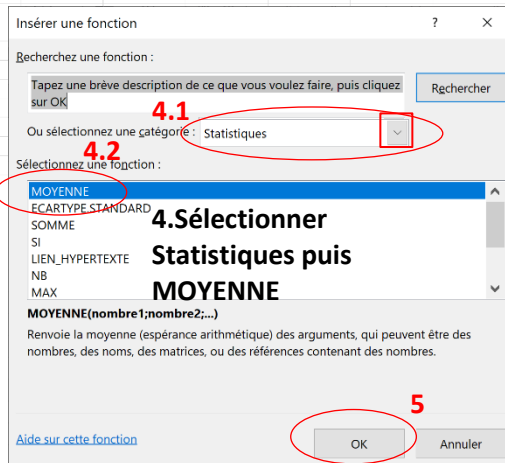 Insérer une fonction ? ×
Recherchez une fonction :
Tapez une brève description de ce que vous voulez faire, puis cliquez
sur OK
Rechercher
4.1
Ou sélectionnez une catégorie : Statistiques
4.2
Sélectionnez une fonction :
MOYENNE
ECARTYPE.STANDARD
SOMME
SI
LIEN_HYPERTEXTE
NB
MAX
4.Sélectionner
Statistiques puis
MOYENNE
MOYENNE(nombre1;nombre2;...)
Renvoie la moyenne (espérance arithmétique) des arguments, qui peuvent être des
nombres, des noms, des matrices, ou des références contenant des nombres.
5
Aide sur cette fonction
OK
Annuler